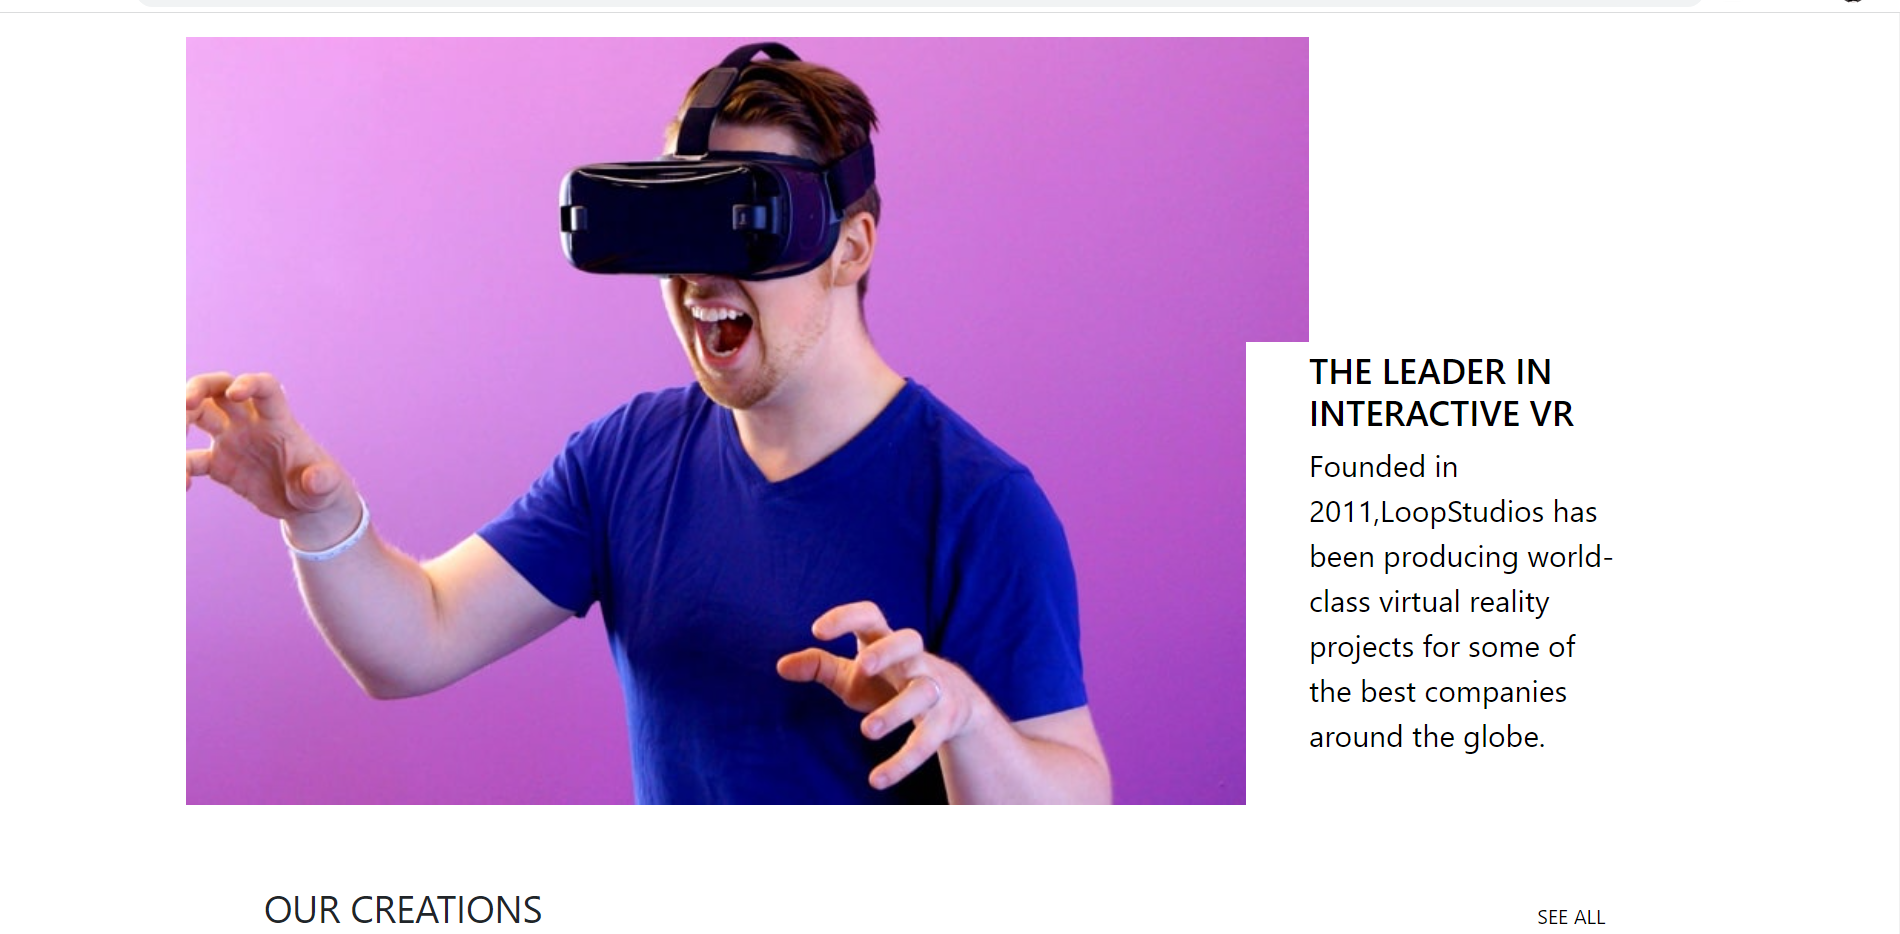 THE LEADER IN
INTERACTIVE VR
Founded in
2011,LoopStudios has
been producing world-
class virtual reality
projects for some of
the best companies
around the globe.
OUR CREATIONS
SEE ALL